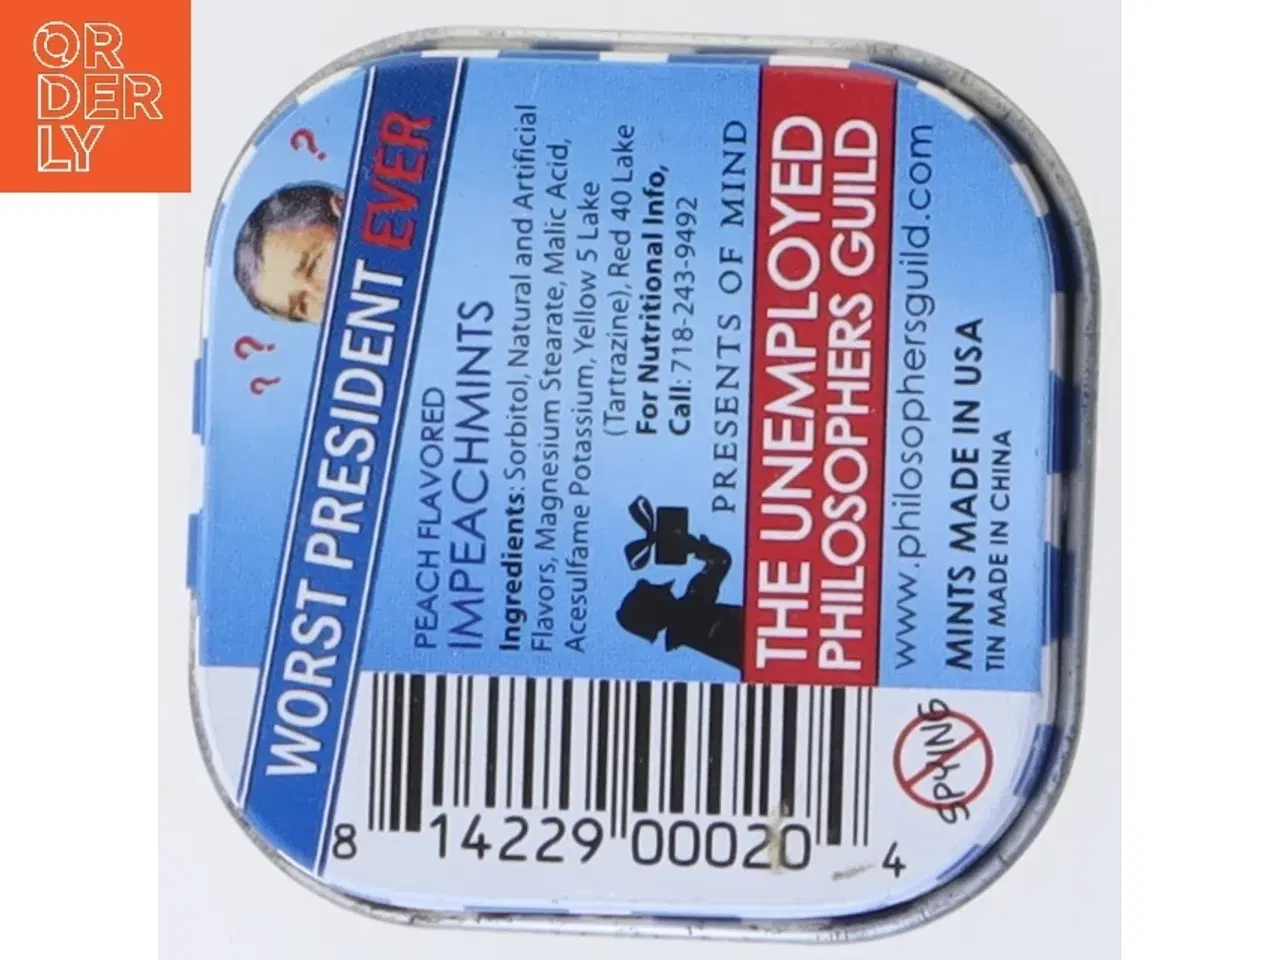 ORDERLY
? ? ?
WORST PRESIDENT EVER
PEACH FLAVORED
IMPEACHMINTS
Ingredients: Sorbitol, Natural and Artificial
Flavors, Magnesium Stearate, Malic Acid,
Acesulfame Potassium, Yellow 5 Lake
(Tartrazine), Red 40 Lake
For Nutritional Info,
Call: 718-243-9492
PRESENTS OF MIND
THE UNEMPLOYED
PHILOSOPHERS GUILD
www.philosophersguild.com
MINTS MADE IN USA
TIN MADE IN CHINA
8 14229 00020 4
SPYING